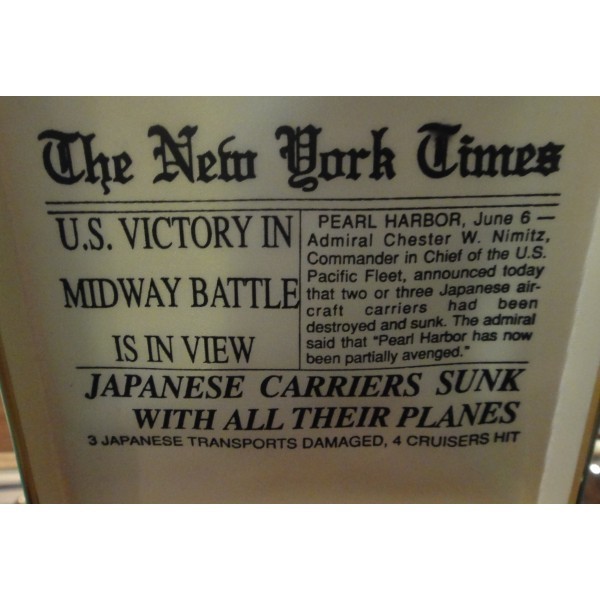 The New York Times
U.S. VICTORY IN
MIDWAY BATTLE
IS IN VIEW
PEARL HARBOR, June 6 —
Admiral Chester W. Nimitz,
Commander in Chief of the U.S.
Pacific Fleet, announced today
that two or three Japanese air-
craft carriers had been
destroyed and sunk. The admiral
said that "Pearl Harbor has now
been partially avenged."
JAPANESE CARRIERS SUNK
WITH ALL THEIR PLANES
3 JAPANESE TRANSPORTS DAMAGED, 4 CRUISERS HIT